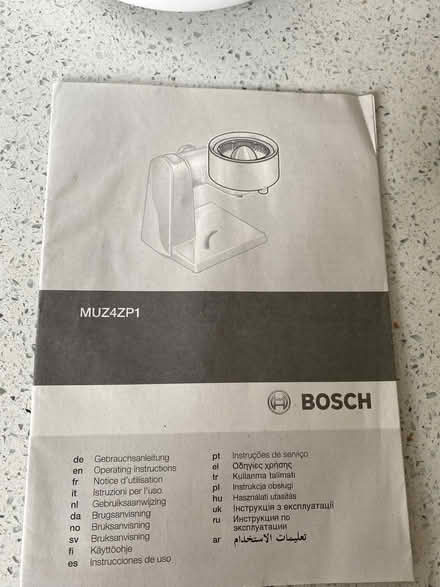 MUZ4ZP1
BOSCH
de Gebrauchsanleitung
en Operating instructions
fr Notice d'utilisation
it Istruzioni per l'uso
nl Gebruiksaanwijzing
da Brugsanvisning
no Bruksanvisning
sv Bruksanvisning
fi Käyttöohje
es Instrucciones de uso
pt Instruções de serviço
el Οδηγίες χρήσης
tr Kullanma talimatı
pl Instrukcja obsługi
hu Használati utasítás
uk Інструкція з експлуатації
ru Инструкция по
эксплуатации
ar تعليمات الاستخدام